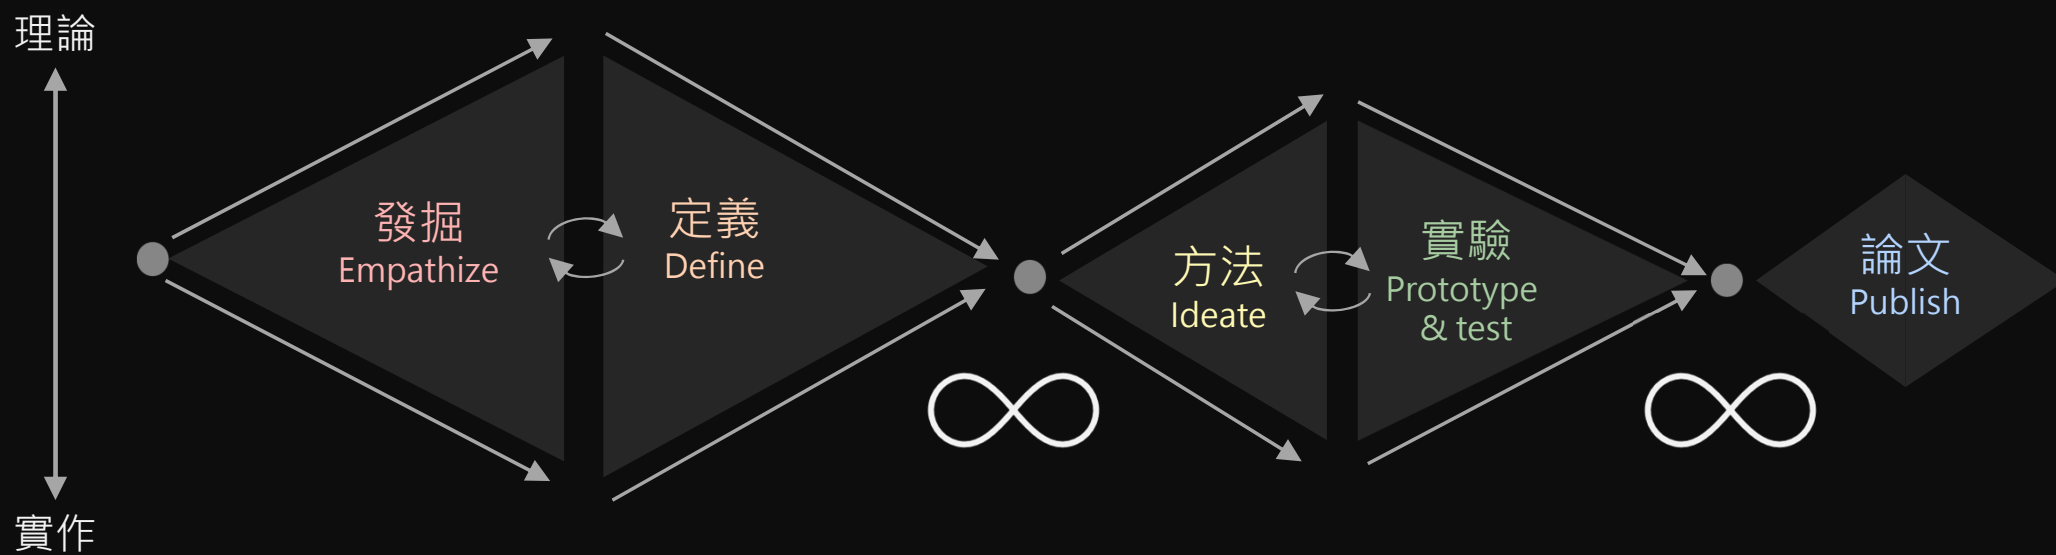 理論
發掘
Empathize
定義
Define
方法
Ideate
實驗
Prototype
& test
論文
Publish
實作